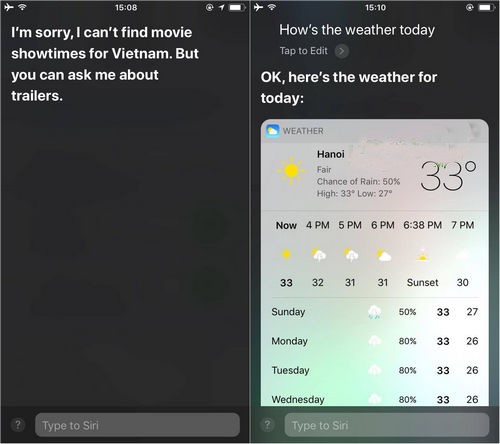 15:08
I'm sorry, I can't find movie
showtimes for Vietnam. But
you can ask me about
trailers.
? Type to Siri
15:10
How's the weather today
Tap to Edit
OK, here's the weather for
today:
WEATHER
Hanoi
Fair
Chance of Rain: 50%
High: 33° Low: 27°
33°
Now 4 PM 5 PM 6 PM 6:38 PM 7 PM
33 32 31 31 Sunset 30
Sunday 50% 33 27
Monday 80% 33 27
Tuesday 80% 33 27
Wednesday 80% 33 27
? Type to Siri